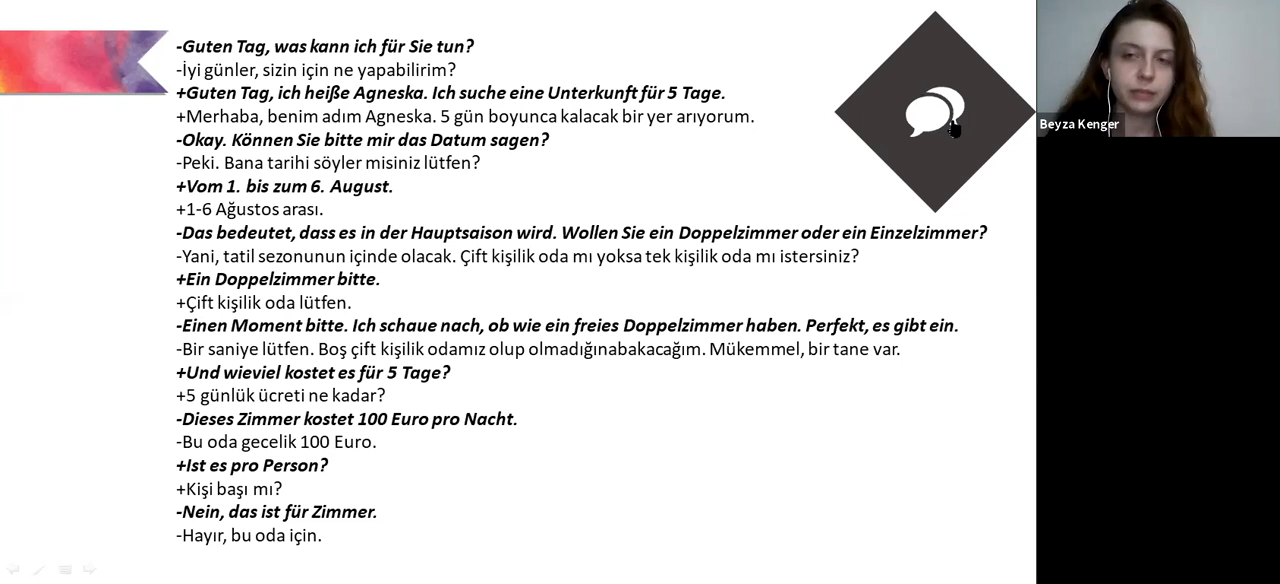 -Guten Tag, was kann ich für Sie tun?
-İyi günler, sizin için ne yapabilirim?
+Guten Tag, ich heiße Agneska. Ich suche eine Unterkunft für 5 Tage.
+Merhaba, benim adım Agneska. 5 gün boyunca kalacak bir yer arıyorum.
-Okay. Können Sie bitte mir das Datum sagen?
-Peki. Bana tarihi söyler misiniz lütfen?
+Vom 1. bis zum 6. August.
+1-6 Ağustos arası.
-Das bedeutet, dass es in der Hauptsaison wird. Wollen Sie ein Doppelzimmer oder ein Einzelzimmer?
-Yani, tatil sezonunun içinde olacak. Çift kişilik oda mı yoksa tek kişilik oda mı istersiniz?
+Ein Doppelzimmer bitte.
+Çift kişilik oda lütfen.
-Einen Moment bitte. Ich schaue nach, ob wie ein freies Doppelzimmer haben. Perfekt, es gibt ein.
-Bir saniye lütfen. Boş çift kişilik odamız olup olmadığınabakacağım. Mükemmel, bir tane var.
+Und wieviel kostet es für 5 Tage?
+5 günlük ücreti ne kadar?
-Dieses Zimmer kostet 100 Euro pro Nacht.
-Bu oda gecelik 100 Euro.
+Ist es pro Person?
+Kişi başı mı?
-Nein, das ist für Zimmer.
-Hayır, bu oda için.
Beyza Kenger